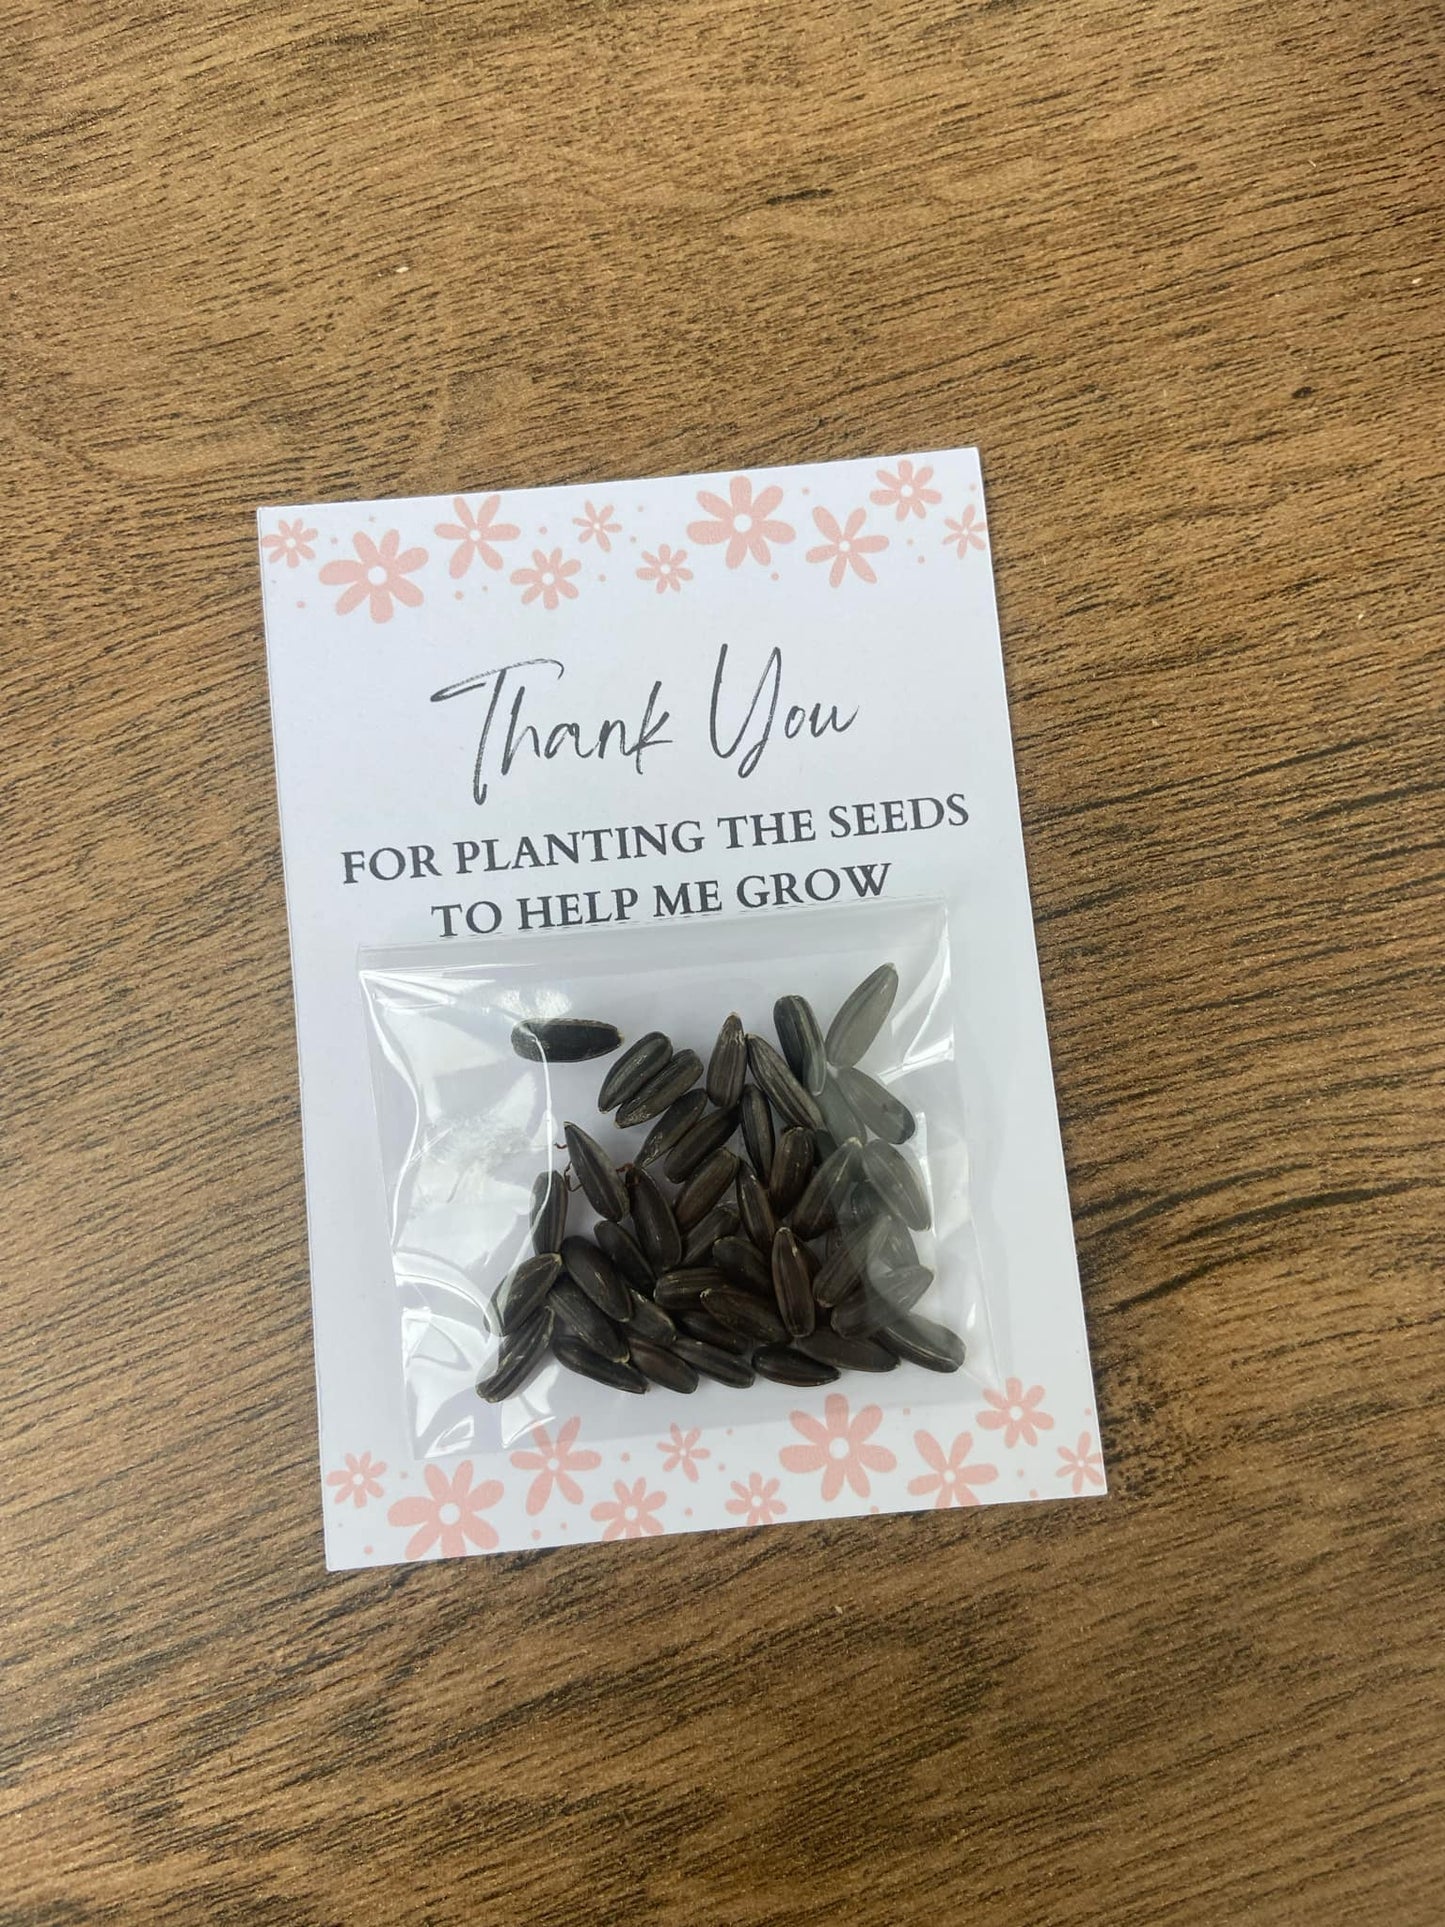 Thank You
FOR PLANTING THE SEEDS
TO HELP ME GROW